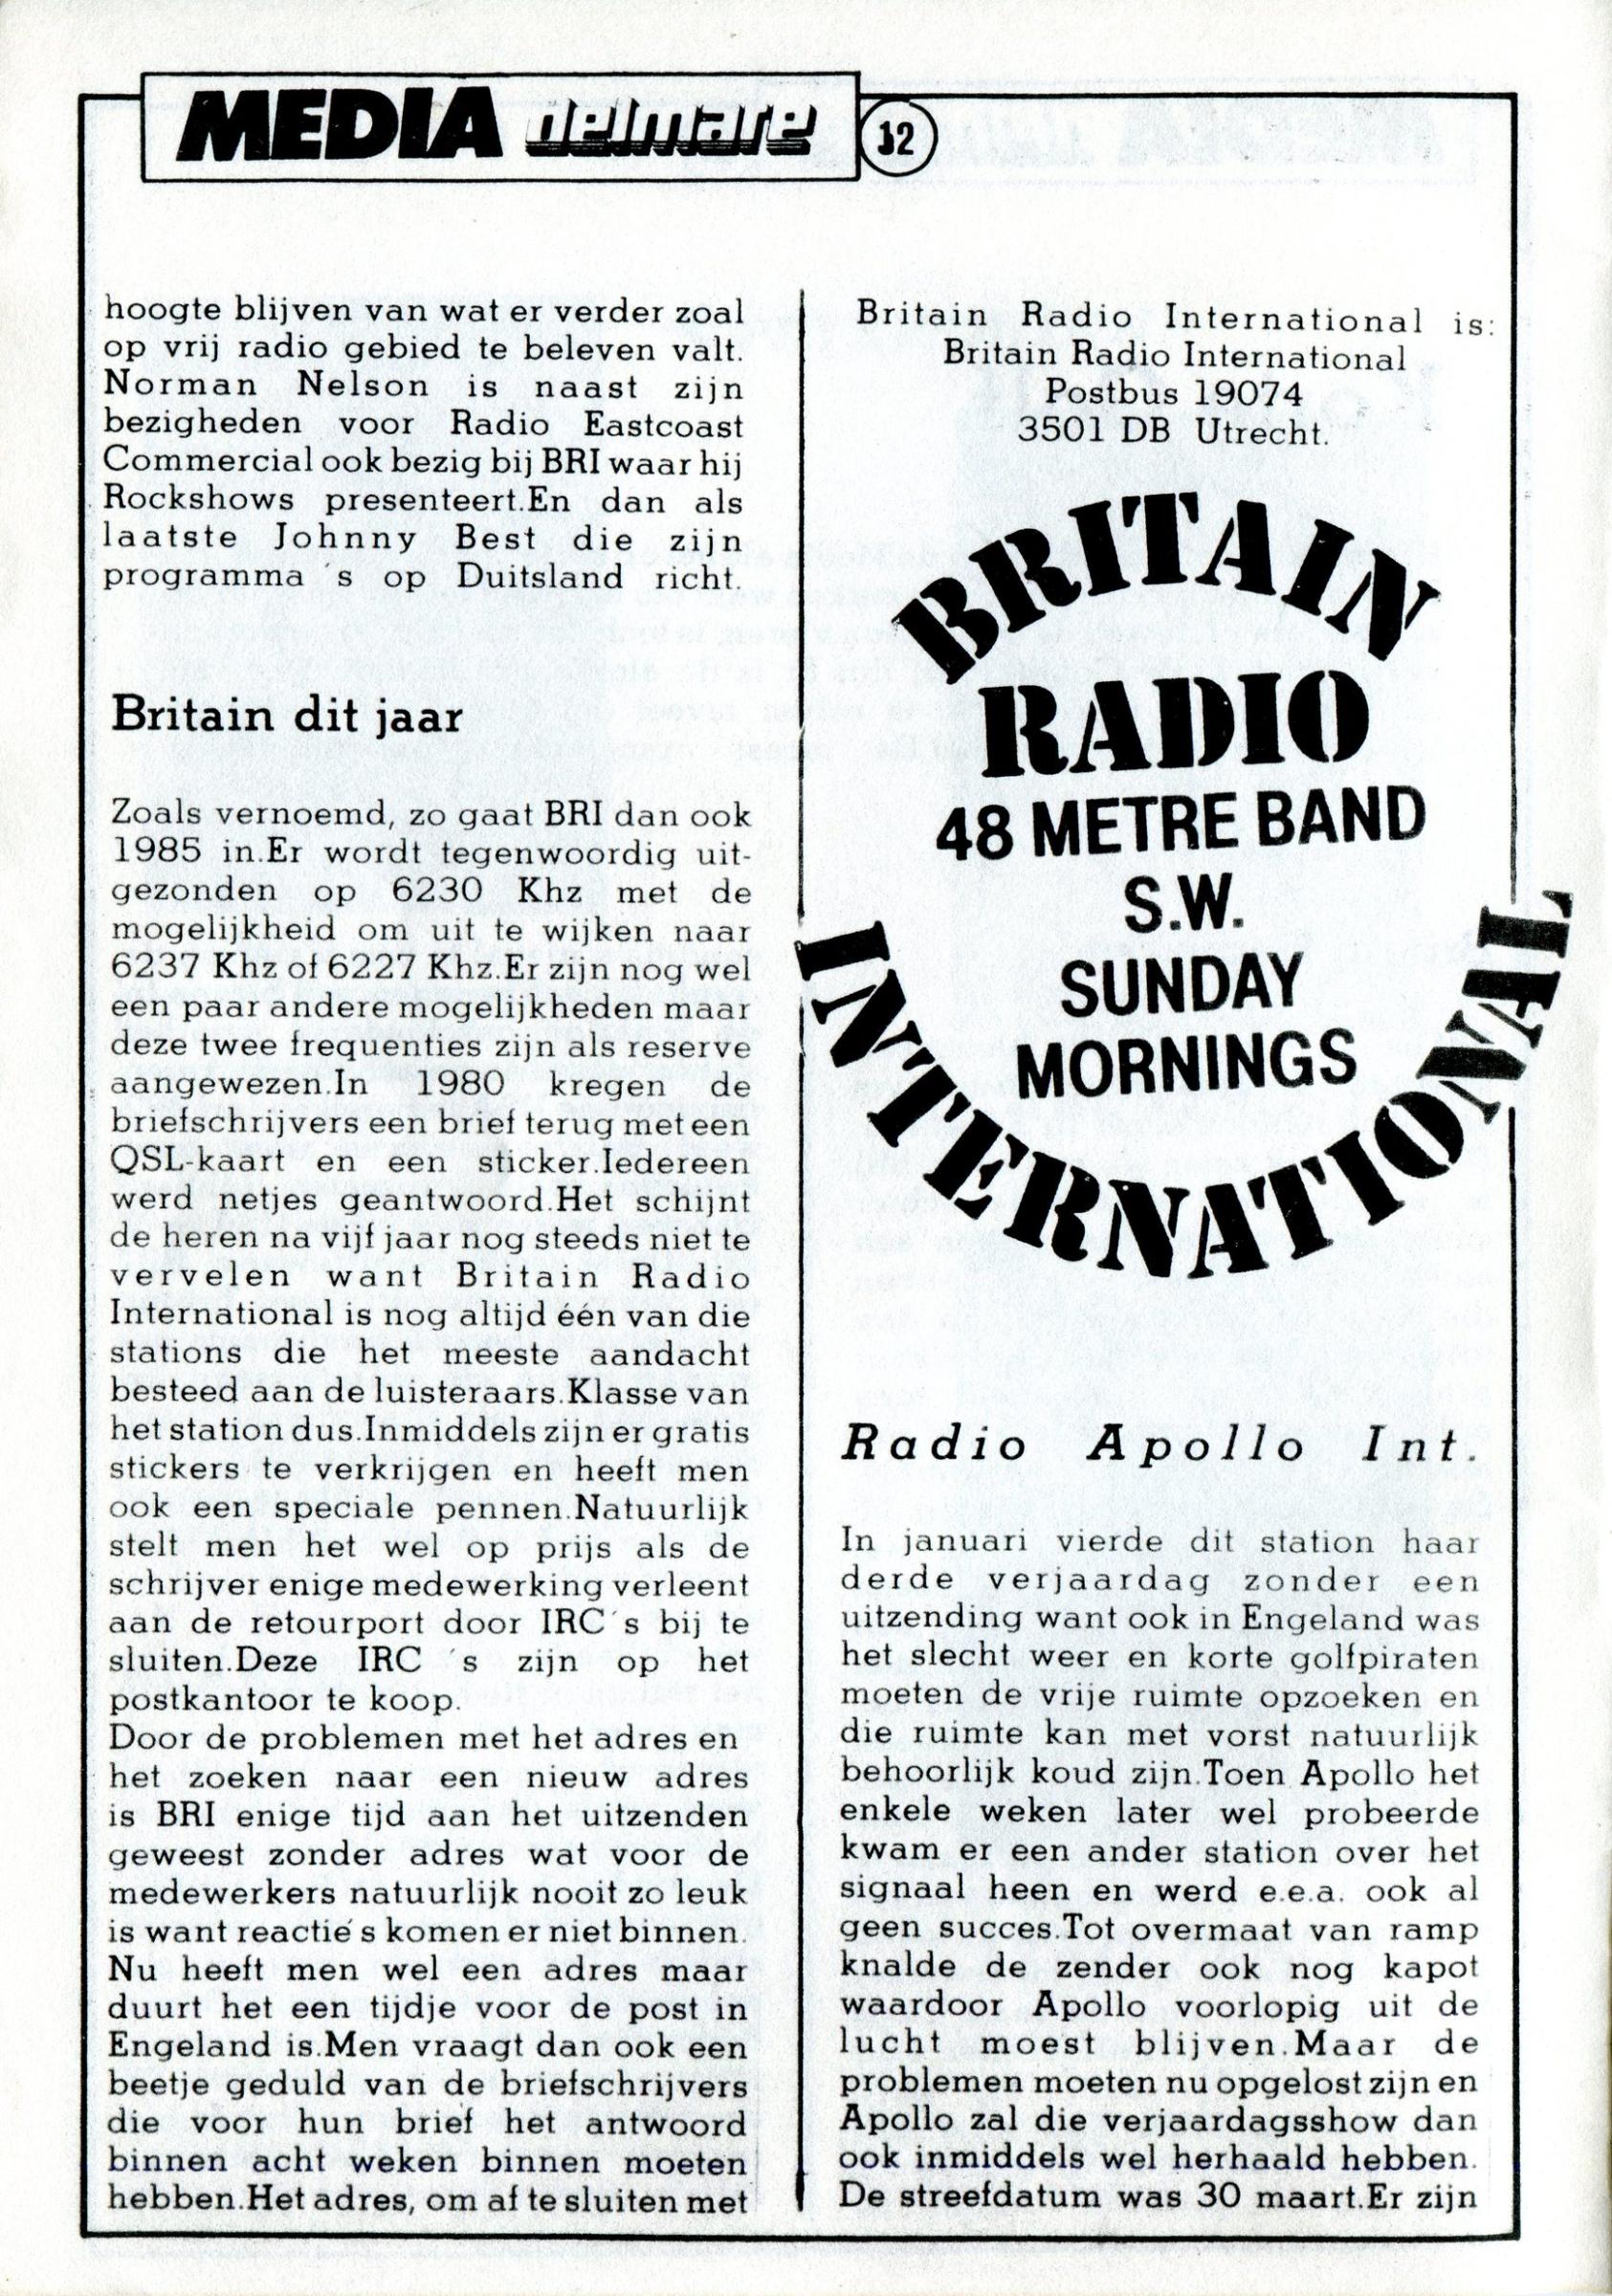 MEDIA delmare
12
hoogte blijven van wat er verder zoal
op vrij radio gebied te beleven valt.
Norman Nelson is naast zijn
bezigheden voor Radio Eastcoast
Commercial ook bezig bij BRI waar hij
Rockshows presenteert.En dan als
laatste Johnny Best die zijn
programma ´s op Duitsland richt.
Britain dit jaar
Zoals vernoemd, zo gaat BRI dan ook
1985 in.Er wordt tegenwoordig uit-
gezonden op 6230 Khz met de
mogelijkheid om uit te wijken naar
6237 Khz of 6227 Khz.Er zijn nog wel
een paar andere mogelijkheden maar
deze twee frequenties zijn als reserve
aangewezen.In 1980 kregen de
briefschrijvers een brief terug met een
QSL-kaart en een sticker.Iedereen
werd netjes geantwoord.Het schijnt
de heren na vijf jaar nog steeds niet te
vervelen want Britain Radio
International is nog altijd één van die
stations die het meeste aandacht
besteed aan de luisteraars.Klasse van
het station dus.Inmiddels zijn er gratis
stickers te verkrijgen en heeft men
ook een speciale pennen.Natuurlijk
stelt men het wel op prijs als de
schrijver enige medewerking verleent
aan de retourport door IRC´s bij te
sluiten.Deze IRC ´s zijn op het
postkantoor te koop.
Door de problemen met het adres en
het zoeken naar een nieuw adres
is BRI enige tijd aan het uitzenden
geweest zonder adres wat voor de
medewerkers natuurlijk nooit zo leuk
is want reactie´s komen er niet binnen.
Nu heeft men wel een adres maar
duurt het een tijdje voor de post in
Engeland is.Men vraagt dan ook een
beetje geduld van de briefschrijvers
die voor hun brief het antwoord
binnen acht weken binnen moeten
hebben.Het adres, om af te sluiten met
Britain Radio International is:
Britain Radio International
Postbus 19074
3501 DB Utrecht.
BRITAIN
RADIO
48 METRE BAND
S.W.
SUNDAY
MORNINGS
INTERNATIONAL
Radio Apollo Int.
In januari vierde dit station haar
derde verjaardag zonder een
uitzending want ook in Engeland was
het slecht weer en korte golfpiraten
moeten de vrije ruimte opzoeken en
die ruimte kan met vorst natuurlijk
behoorlijk koud zijn.Toen Apollo het
enkele weken later wel probeerde
kwam er een ander station over het
signaal heen en werd e.e.a. ook al
geen succes.Tot overmaat van ramp
knalde de zender ook nog kapot
waardoor Apollo voorlopig uit de
lucht moest blijven.Maar de
problemen moeten nu opgelost zijn en
Apollo zal die verjaardagsshow dan
ook inmiddels wel herhaald hebben.
De streefdatum was 30 maart.Er zijn